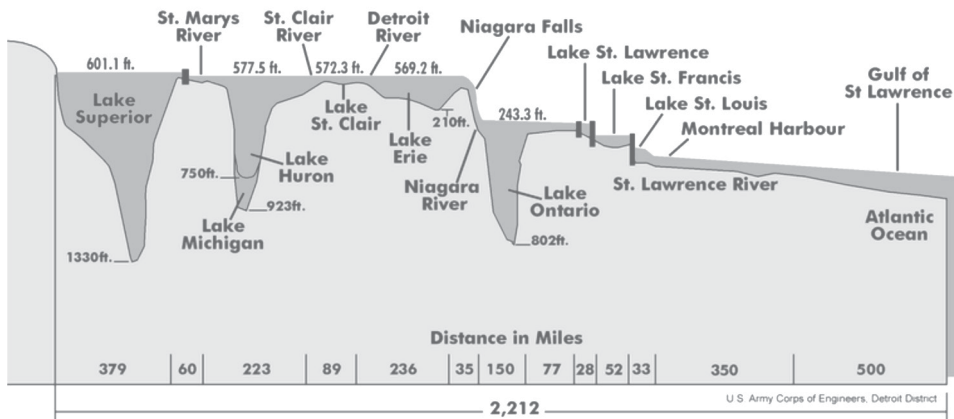 St. Marys
River
St. Clair
River
Detroit
River
Niagara Falls
Lake St. Lawrence
Lake St. Francis
Lake St. Louis
Montreal Harbour
Gulf of
St Lawrence
601.1 ft.
577.5 ft.
572.3 ft.
569.2 ft.
243.3 ft.
Lake
Superior
Lake
St. Clair
Lake
Erie
210ft.
Lake
Huron
750ft.
923ft.
Lake
Michigan
Niagara
River
Lake
Ontario
St. Lawrence River
Atlantic
Ocean
802ft.
1330ft.
Distance in Miles
379 60 223 89 236 35 150 77 28 52 33 350 500
U S Army Corps of Engineers, Detroit District
2,212